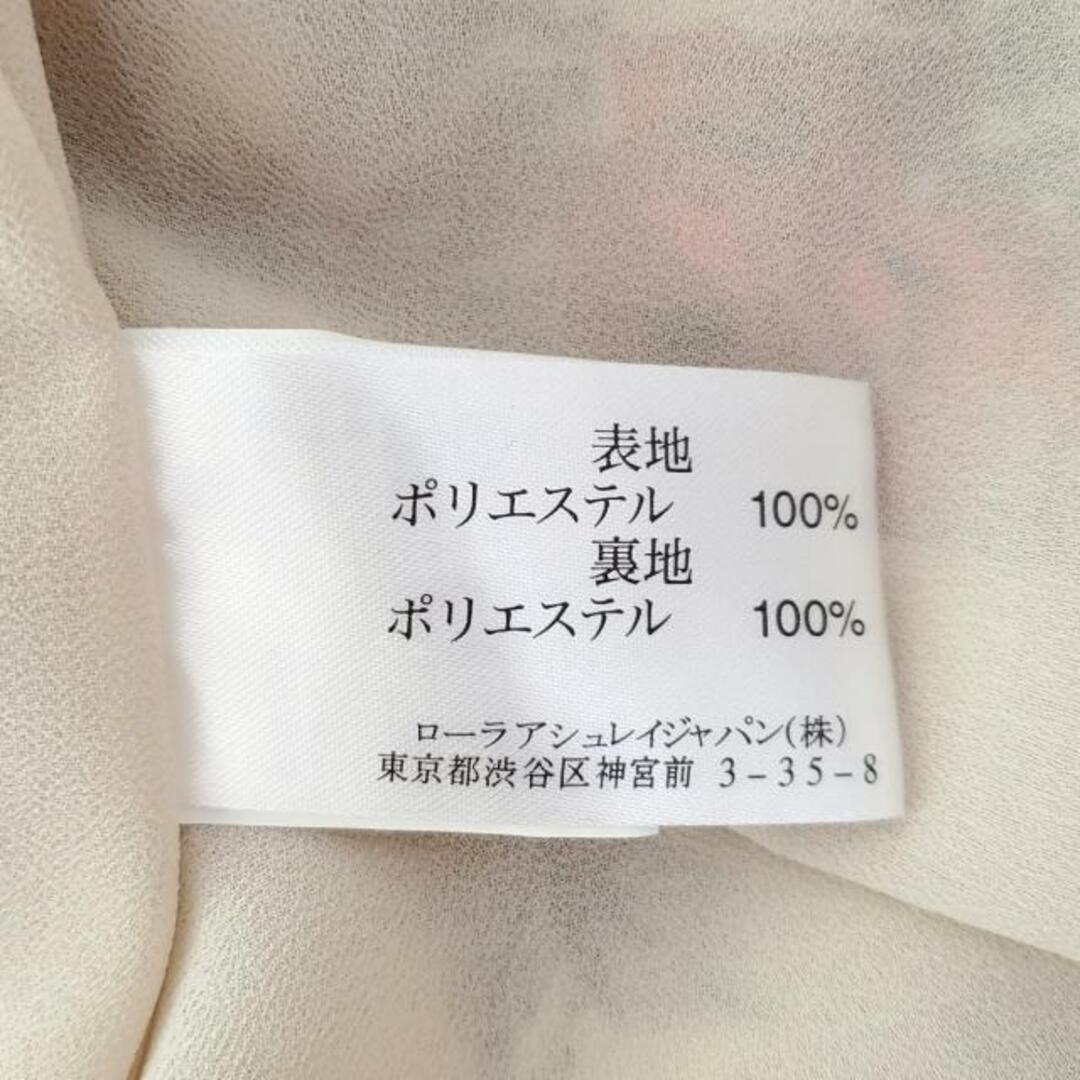 表地
ポリエステル 100%
裏地
ポリエステル 100%
ローラアシュレイジャパン(株)
東京都渋谷区神宮前 3-35-8